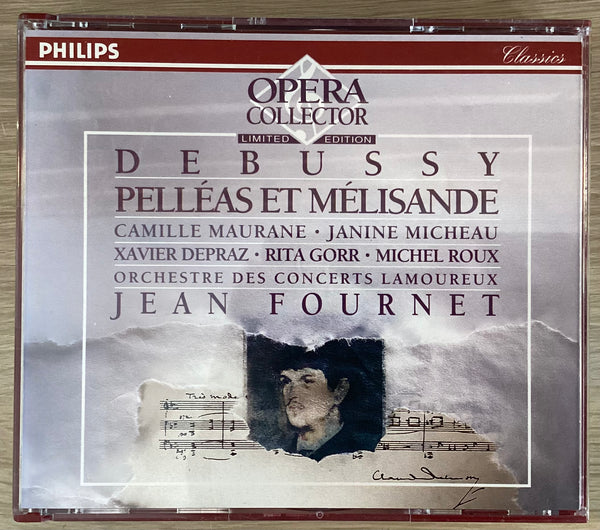 PHILIPS
Classics
OPERA
COLLECTOR
LIMITED EDITION
DEBUSSY
PELLÉAS ET MÉLISANDE
CAMILLE MAURANE · JANINE MICHEAU
XAVIER DEPRAZ · RITA GORR · MICHEL ROUX
ORCHESTRE DES CONCERTS LAMOUREUX
JEAN FOURNET